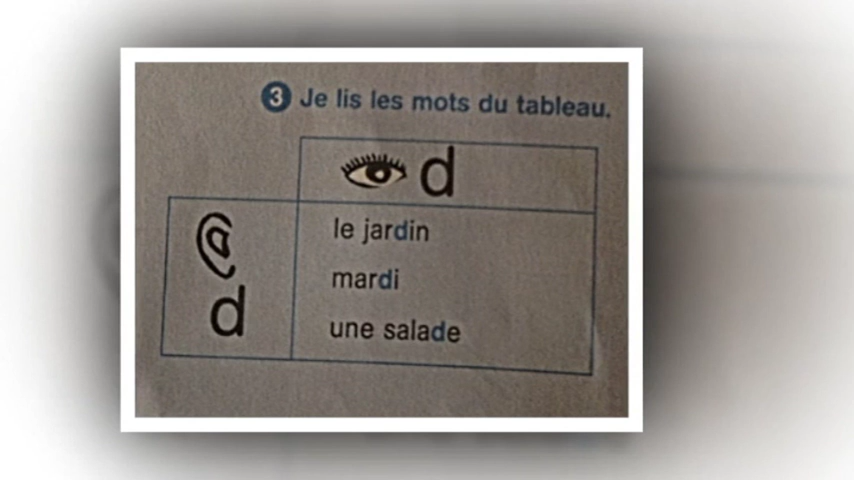 3 Je lis les mots du tableau.
d
d
le jardin
mardi
une salade